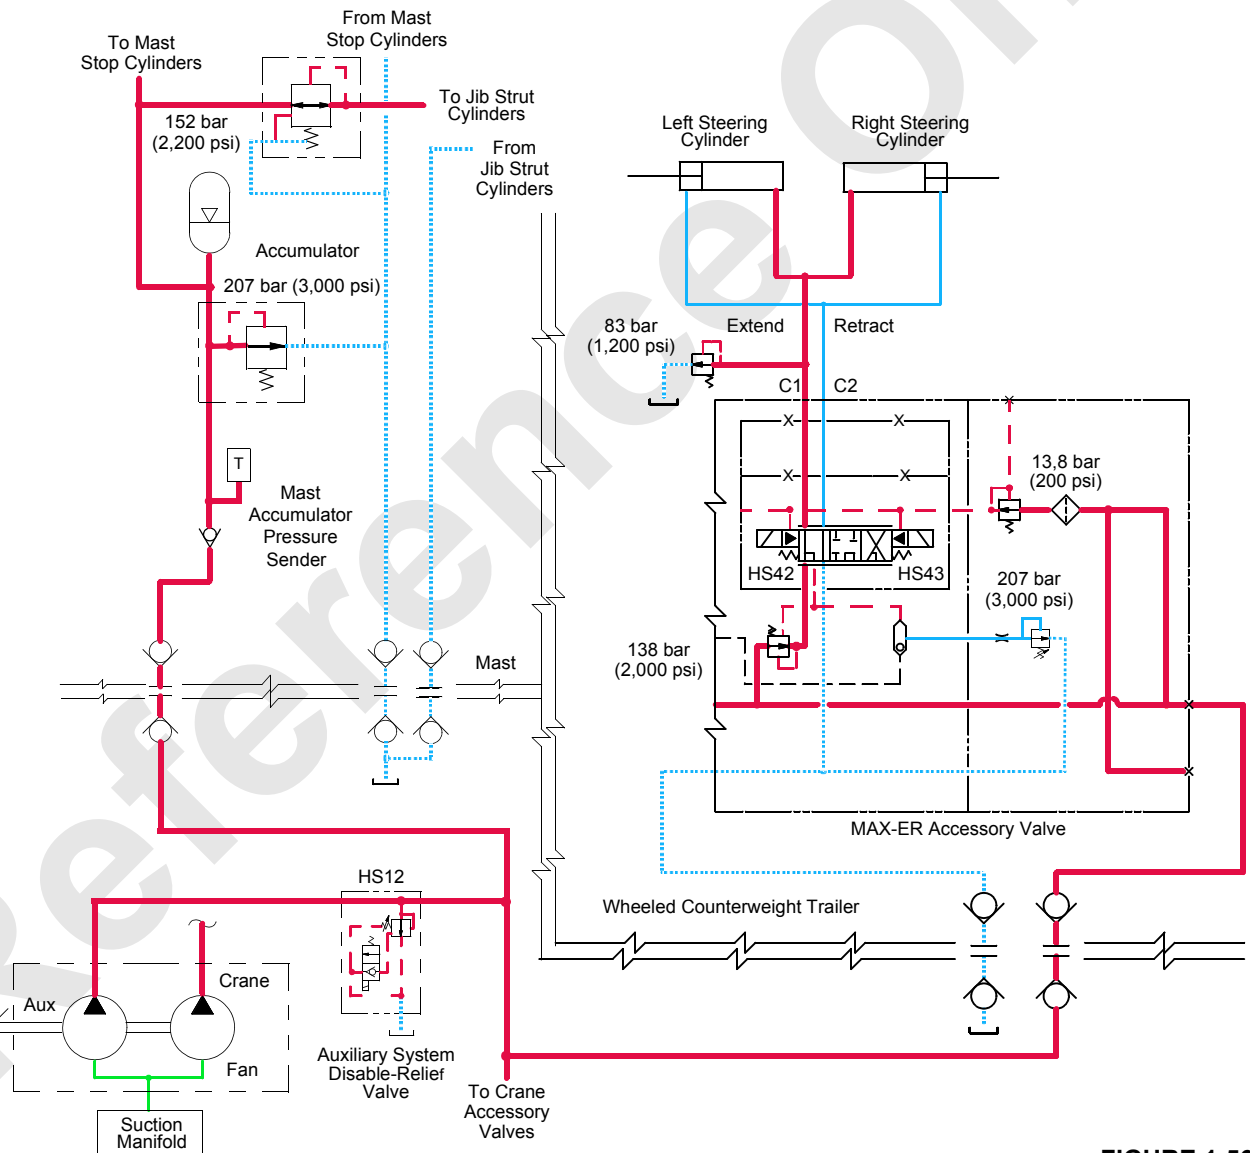 From Mast
Stop Cylinders
To Mast
Stop Cylinders
To Jib Strut
Cylinders
152 bar
(2,200 psi)
From
Jib Strut
Cylinders
Left Steering
Cylinder
Right Steering
Cylinder
Accumulator
207 bar (3,000 psi)
83 bar
(1,200 psi)
Extend
Retract
C1
C2
X
X
X
X
T
Mast
Accumulator
Pressure
Sender
13,8 bar
(200 psi)
HS42
HS43
207 bar
(3,000 psi)
138 bar
(2,000 psi)
Mast
MAX-ER Accessory Valve
HS12
Wheeled Counterweight Trailer
Crane
Aux
Fan
Auxiliary System
Disable-Relief
Valve
To Crane
Accessory
Valves
Suction
Manifold
Reference